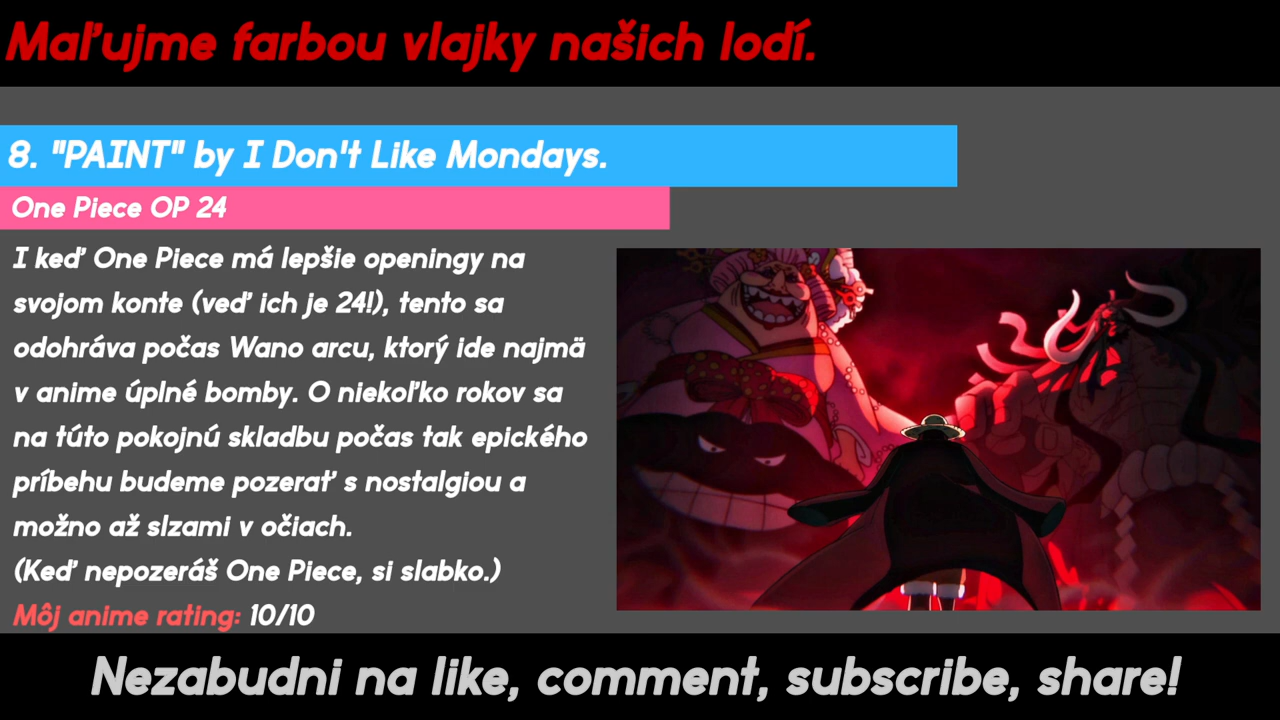 Maľujme farbou vlajky našich lodí.
8. "PAINT" by I Don't Like Mondays.
One Piece OP 24
I keď One Piece má lepšie openingy na
svojom konte (veď ich je 24!), tento sa
odohráva počas Wano arcu, ktorý ide najmä
v anime úplné bomby. O niekoľko rokov sa
na túto pokojnú skladbu počas tak epického
príbehu budeme pozerať s nostalgiou a
možno až slzami v očiach.
(Keď nepozeráš One Piece, si slabko.)
Môj anime rating: 10/10
Nezabudni na like, comment, subscribe, share!